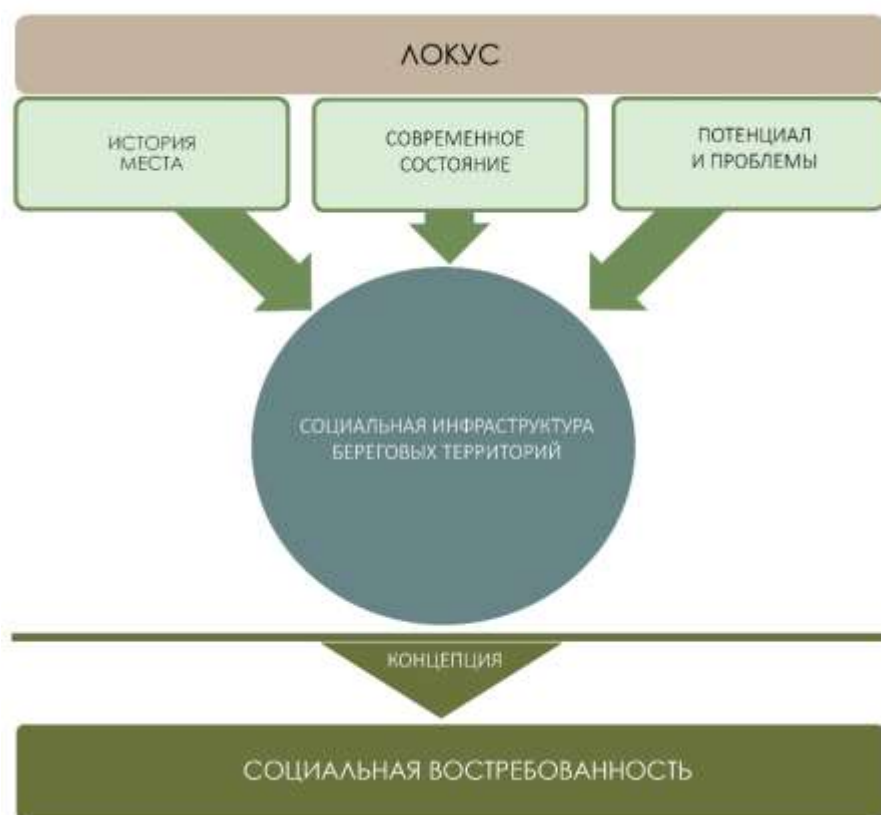 ЛОКУС
ИСТОРИЯ
МЕСТА
СОВРЕМЕННОЕ
СОСТОЯНИЕ
ПОТЕНЦИАЛ
И ПРОБЛЕМЫ
СОЦИАЛЬНАЯ ИНФРАСТРУКТУРА
БЕРЕГОВЫХ ТЕРРИТОРИЙ
КОНЦЕПЦИЯ
СОЦИАЛЬНАЯ ВОСТРЕБОВАННОСТЬ